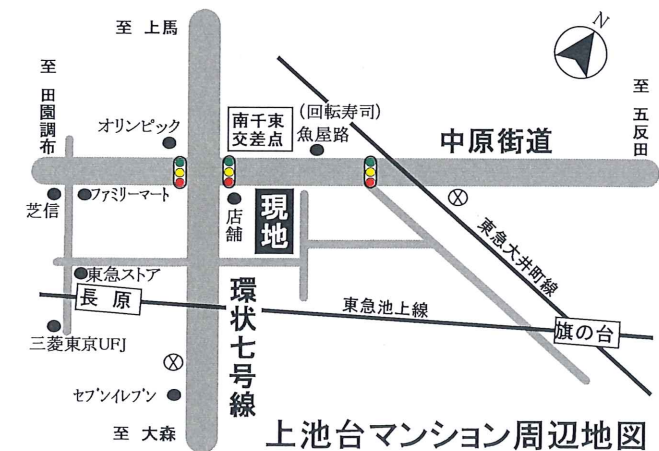 至 上馬
N
至 田園調布
至 五反田
オリンピック
南千束
交差点
(回転寿司)
魚屋路
中原街道
芝信
ファミリーマート
店舗
現地
東急大井町線
東急ストア
長原
環状七号線
東急池上線
旗の台
三菱東京UFJ
セブンイレブン
至 大森
上池台マンション周辺地図